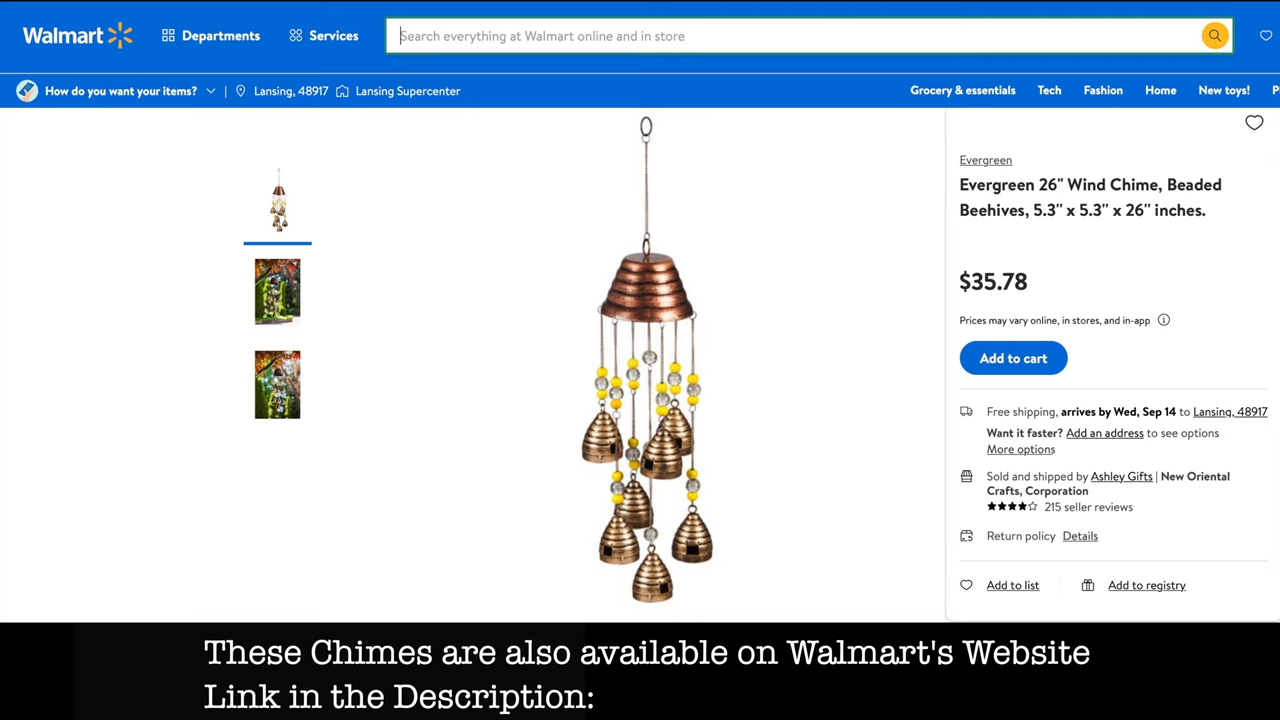 Walmart
Departments
Services
Search everything at Walmart online and in store
How do you want your items?
Lansing, 48917
Lansing Supercenter
Grocery & essentials
Tech
Fashion
Home
New toys!
P
Evergreen
Evergreen 26" Wind Chime, Beaded
Beehives, 5.3" x 5.3" x 26" inches.
$35.78
Prices may vary online, in stores, and in-app
Add to cart
Free shipping, arrives by Wed, Sep 14 to Lansing, 48917
Want it faster? Add an address to see options
More options
Sold and shipped by Ashley Gifts | New Oriental
Crafts, Corporation
215 seller reviews
Return policy Details
Add to list
Add to registry
These Chimes are also available on Walmart's Website
Link in the Description: